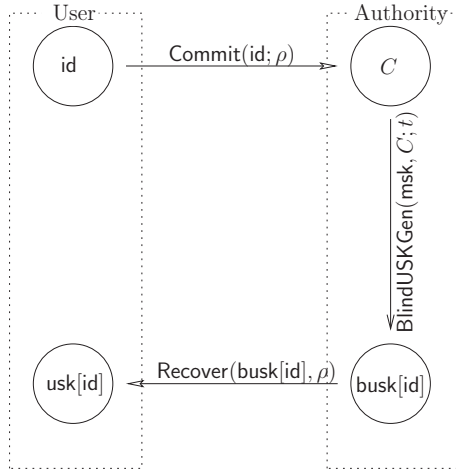 User
Authority
id
Commit(id; ρ)
C
BlindUSKGen(msk, C; t)
usk[id]
Recover(busk[id], ρ)
busk[id]